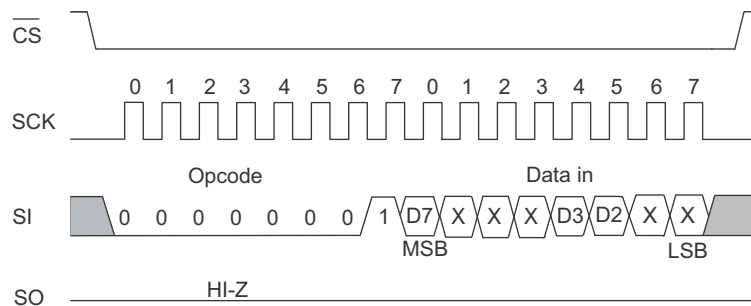 CS
0 1 2 3 4 5 6 7 0 1 2 3 4 5 6 7
SCK
Opcode Data in
SI 0 0 0 0 0 0 0 1 D7 X X X D3 D2 X X
MSB LSB
HI-Z
SO